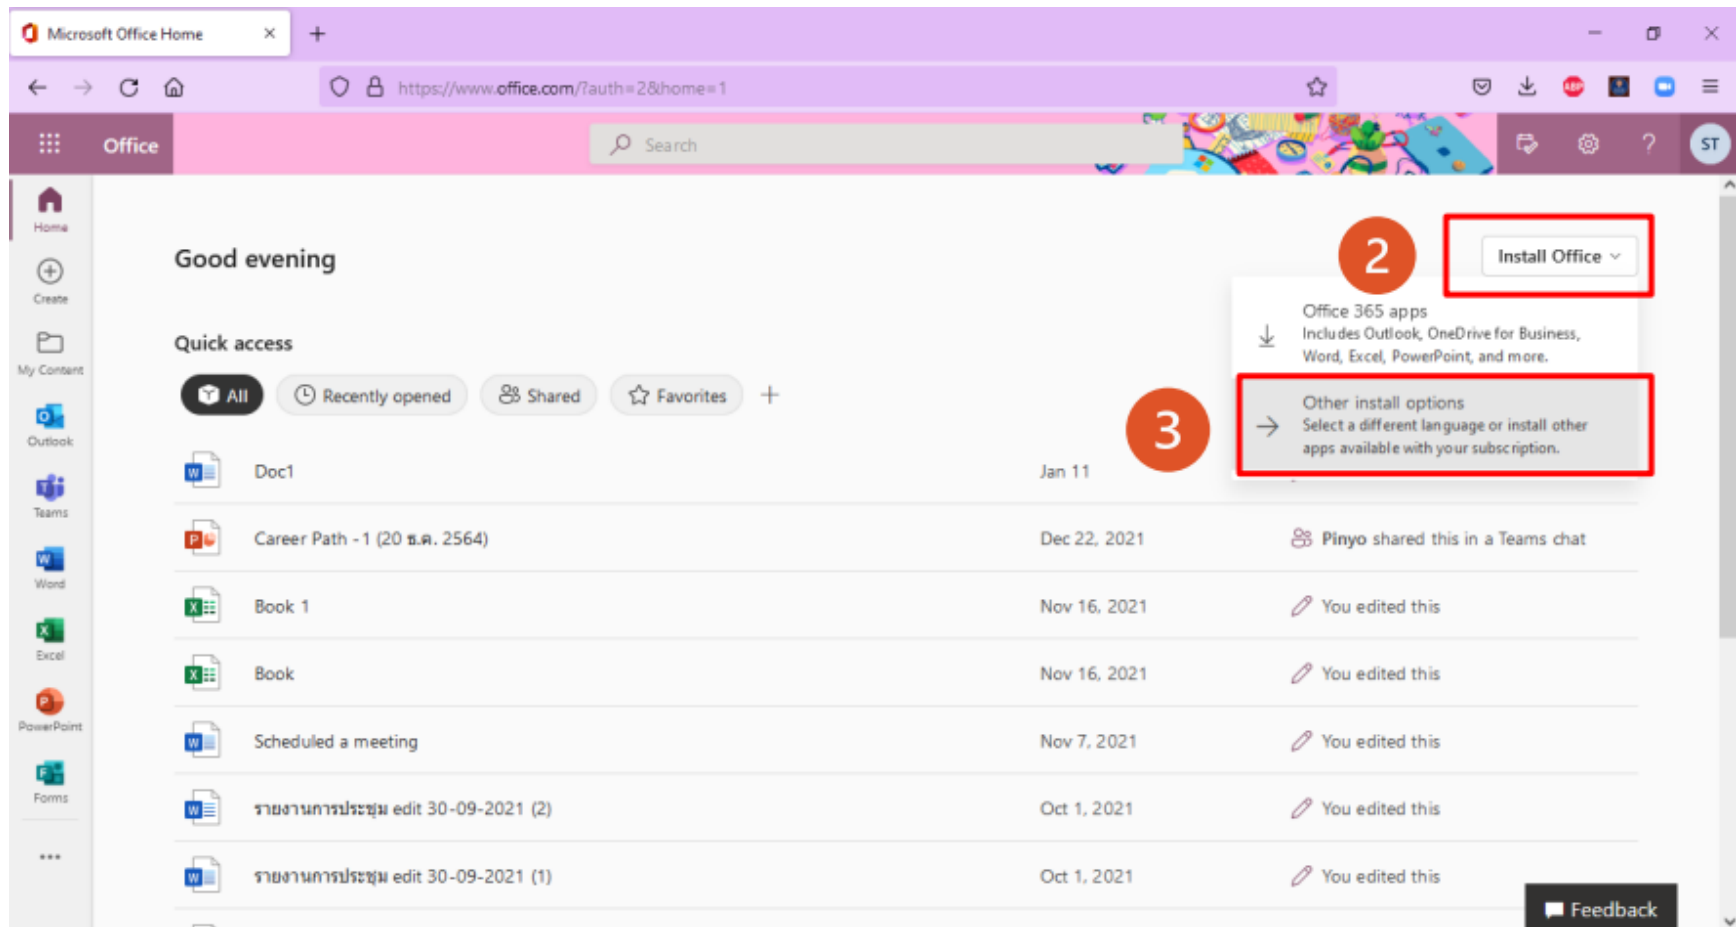 Microsoft Office Home
https://www.office.com/?auth=2&home=1
ABP
Office
Search
ST
Home
Create
My Content
Outlook
Teams
Word
Excel
PowerPoint
Forms
Good evening
2
Install Office
Office 365 apps
Includes Outlook, OneDrive for Business,
Word, Excel, PowerPoint, and more.
3
Other install options
Select a different language or install other
apps available with your subscription.
Quick access
All
Recently opened
Shared
Favorites
Doc1 Jan 11
Career Path -1 (20 ธ.ค. 2564) Dec 22, 2021 Pinyo shared this in a Teams chat
Book 1 Nov 16, 2021 You edited this
Book Nov 16, 2021 You edited this
Scheduled a meeting Nov 7, 2021 You edited this
รายงานการประชุม edit 30-09-2021 (2) Oct 1, 2021 You edited this
รายงานการประชุม edit 30-09-2021 (1) Oct 1, 2021 You edited this
Feedback